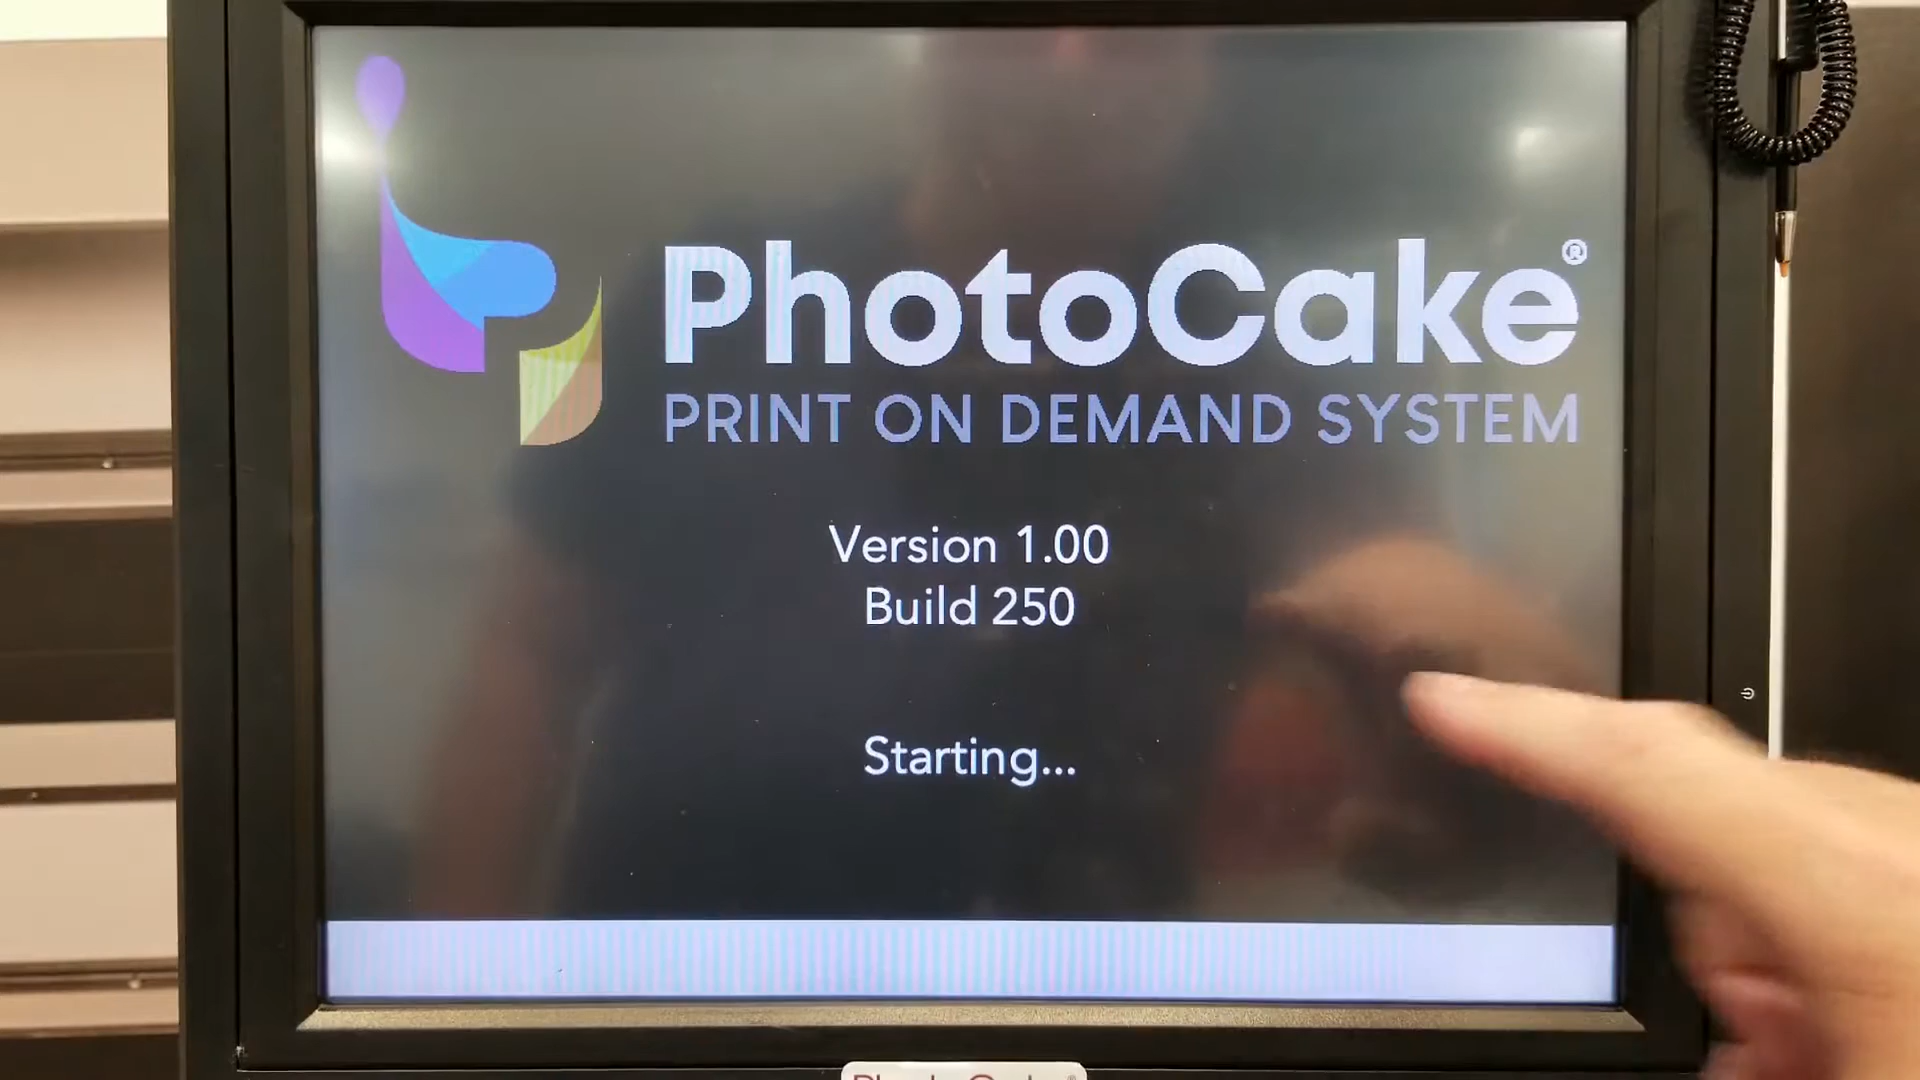 PhotoCake®
PRINT ON DEMAND SYSTEM
Version 1.00
Build 250
Starting...